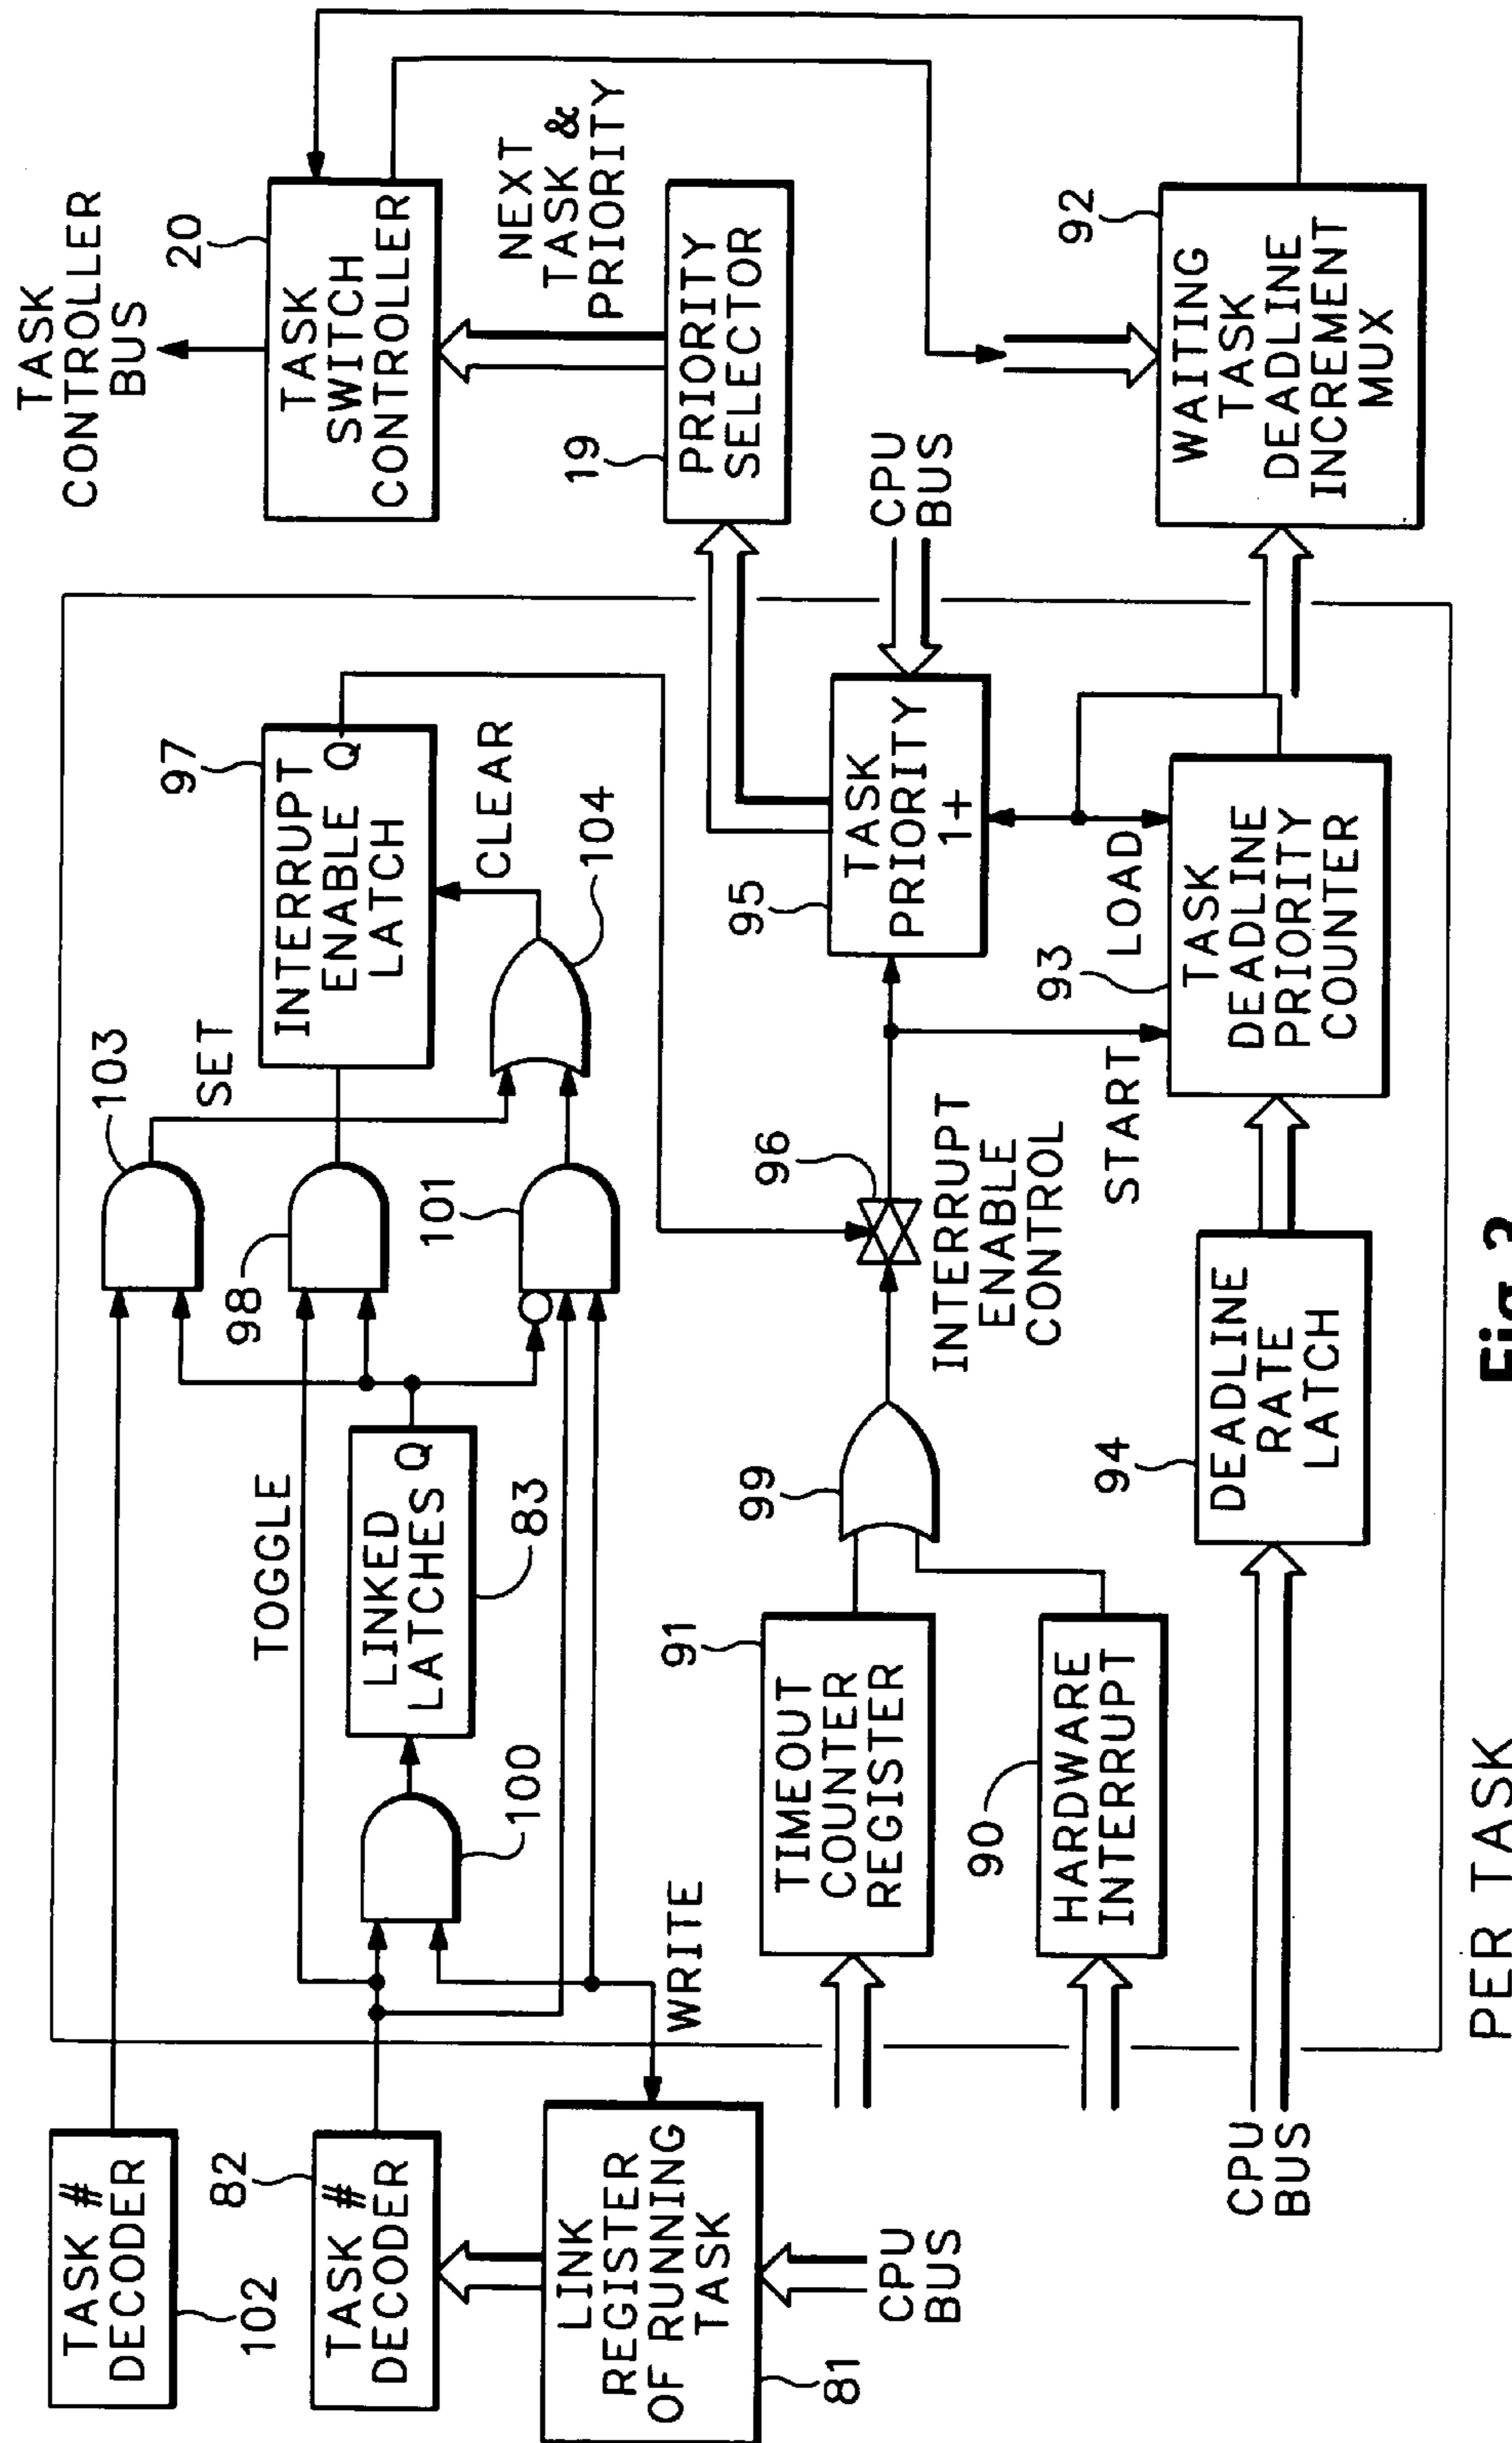 TASK
CONTROLLER
BUS
20
TASK
SWITCH
CONTROLLER
NEXT
TASK &
PRIORITY
19
PRIORITY
SELECTOR
CPU
BUS
92
WAITING
TASK
DEADLINE
INCREMENT
MUX
103
SET
97
INTERRUPT
ENABLE Q
LATCH
CLEAR
104
98
101
TOGGLE
LINKED
LATCHES Q
83
100
95
TASK
PRIORITY
1+
LOAD
93
TASK
DEADLINE
PRIORITY
COUNTER
START
96
INTERRUPT
ENABLE
CONTROL
99
91
TIMEOUT
COUNTER
REGISTER
90
HARDWARE
INTERRUPT
94
DEADLINE
RATE
LATCH
WRITE
TASK #
DECODER
102
82
TASK #
DECODER
LINK
REGISTER
OF RUNNING
TASK
81
CPU
BUS
CPU
BUS
PER TASK